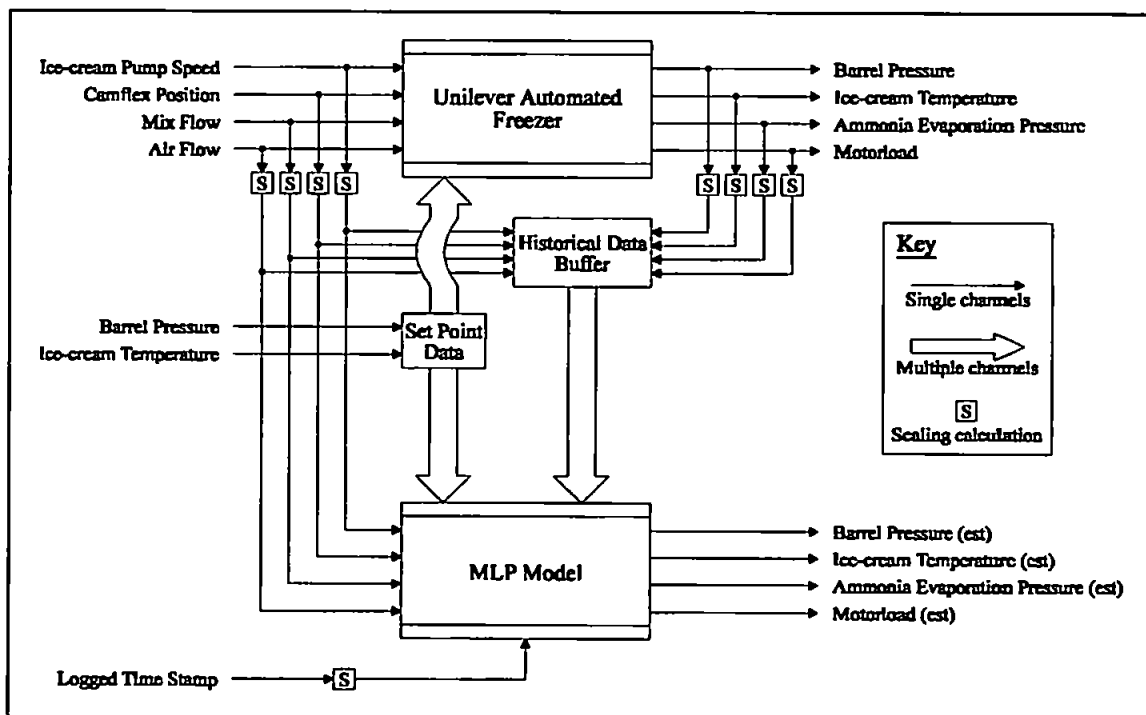 Ice-cream Pump Speed
Camflex Position
Mix Flow
Air Flow
Unilever Automated
Freezer
Barrel Pressure
Ice-cream Temperature
Ammonia Evaporation Pressure
Motorload
S S S S
S S S S
Historical Data
Buffer
Barrel Pressure
Ice-cream Temperature
Set Point
Data
Key
Single channels
Multiple channels
S
Scaling calculation
MLP Model
Barrel Pressure (est)
Ice-cream Temperature (est)
Ammonia Evaporation Pressure (est)
Motorload (est)
Logged Time Stamp
S